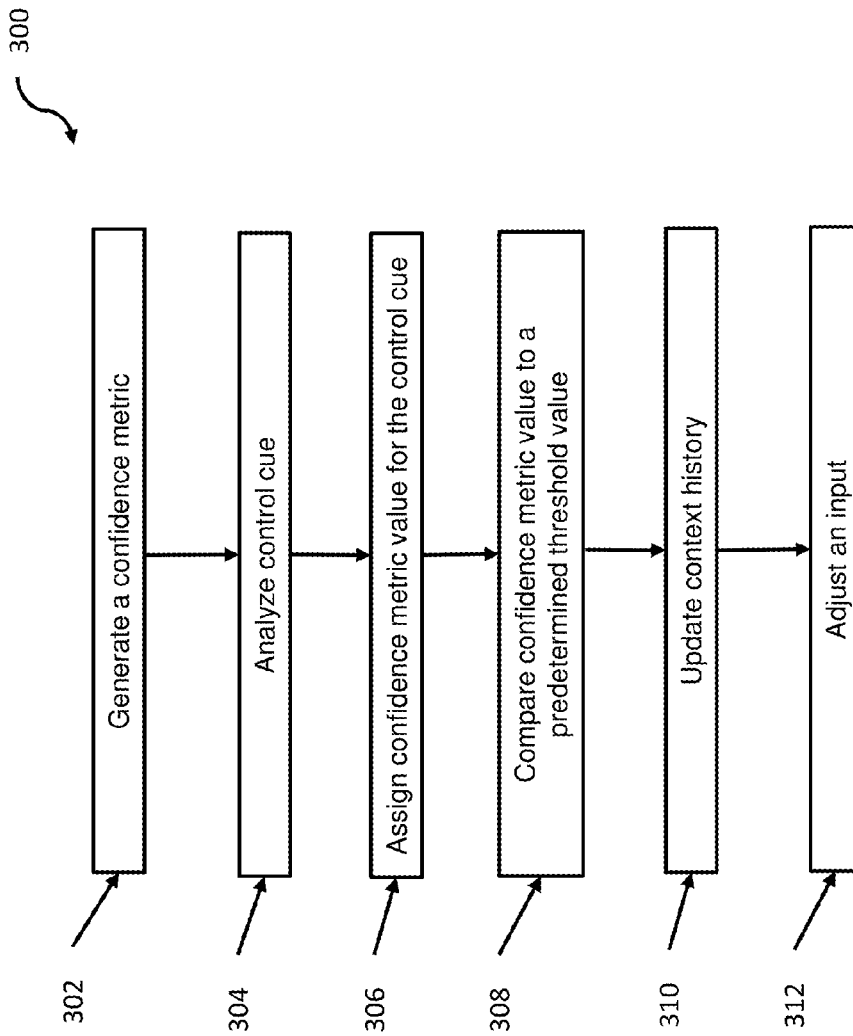 300
302
Generate a confidence metric
304
Analyze control cue
306
Assign confidence metric value for the control cue
308
Compare confidence metric value to a
predetermined threshold value
310
Update context history
312
Adjust an input